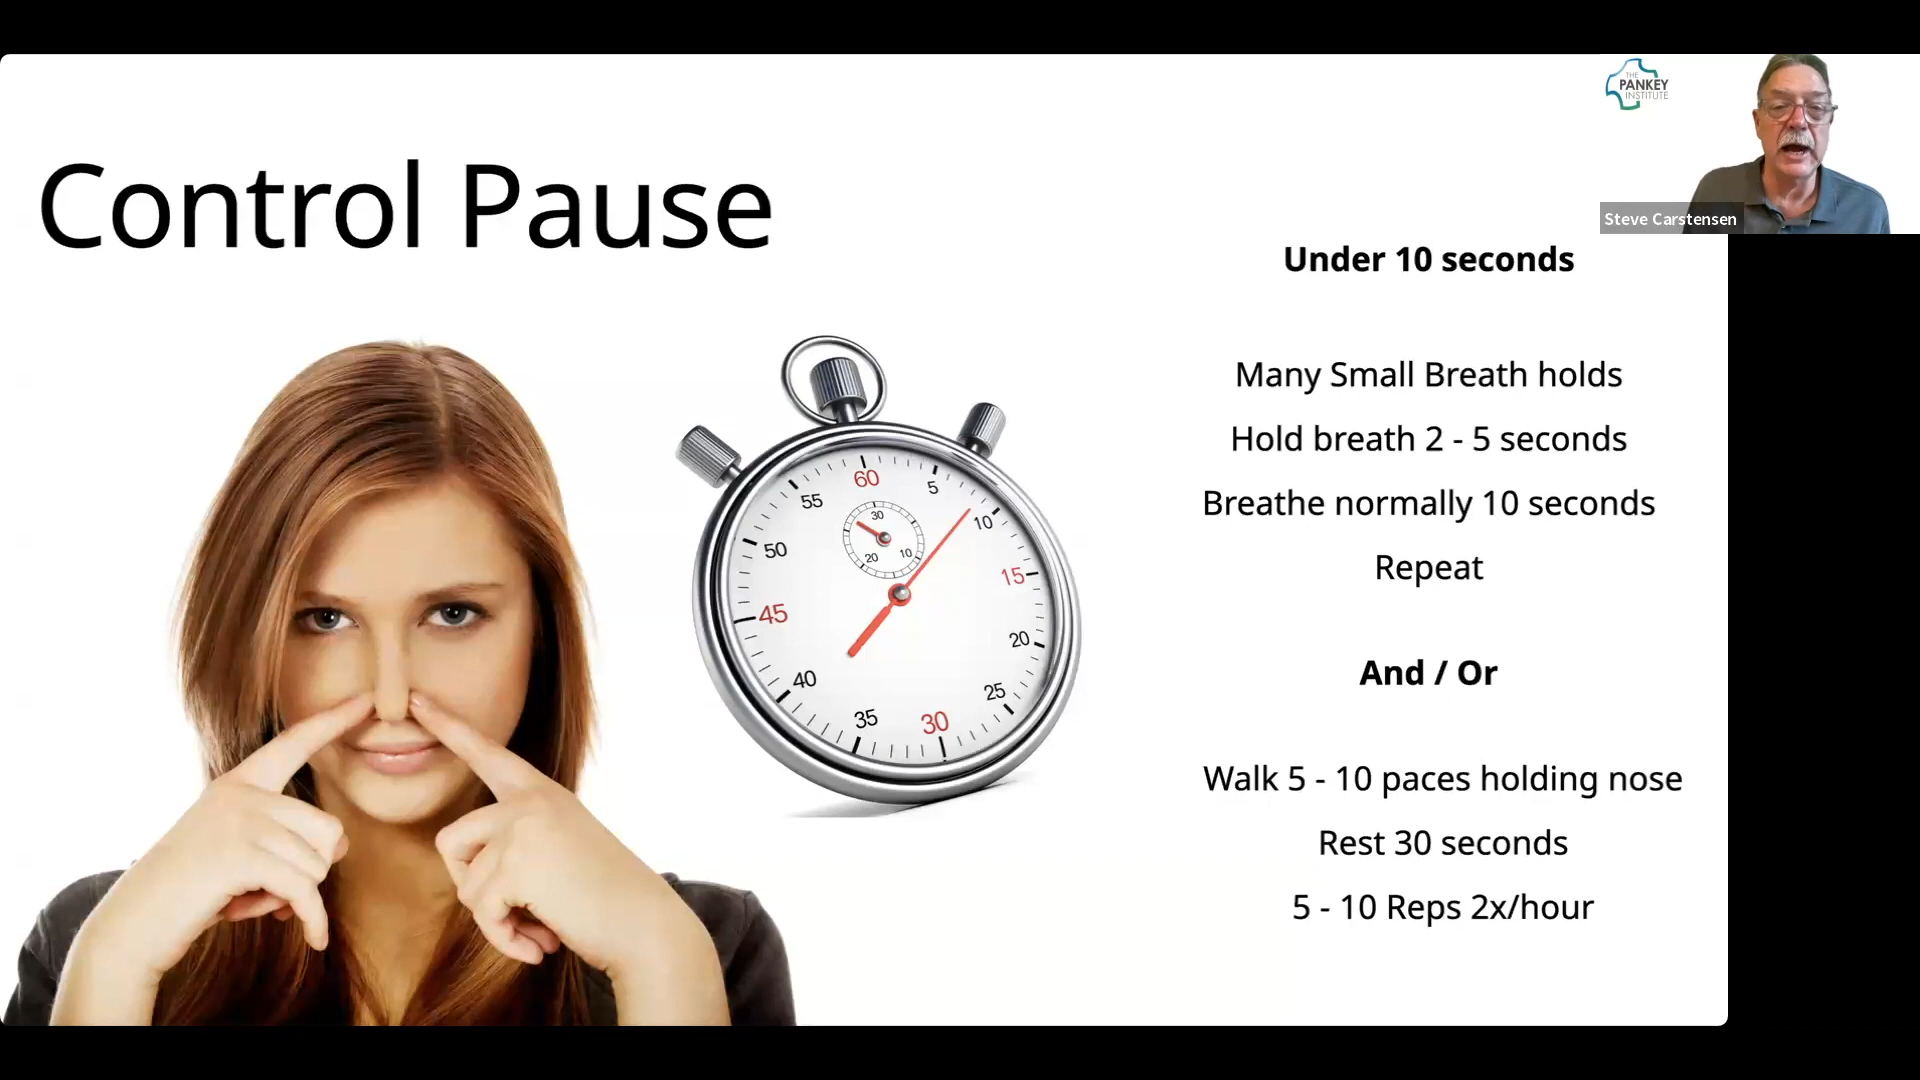 THE
PANKEY
INSTITUTE
Steve Carstensen
Control Pause
Under 10 seconds
Many Small Breath holds
Hold breath 2 - 5 seconds
Breathe normally 10 seconds
Repeat
And / Or
Walk 5 - 10 paces holding nose
Rest 30 seconds
5 - 10 Reps 2x/hour
60
5
10
15
20
25
30
35
40
45
50
55
30
10
20